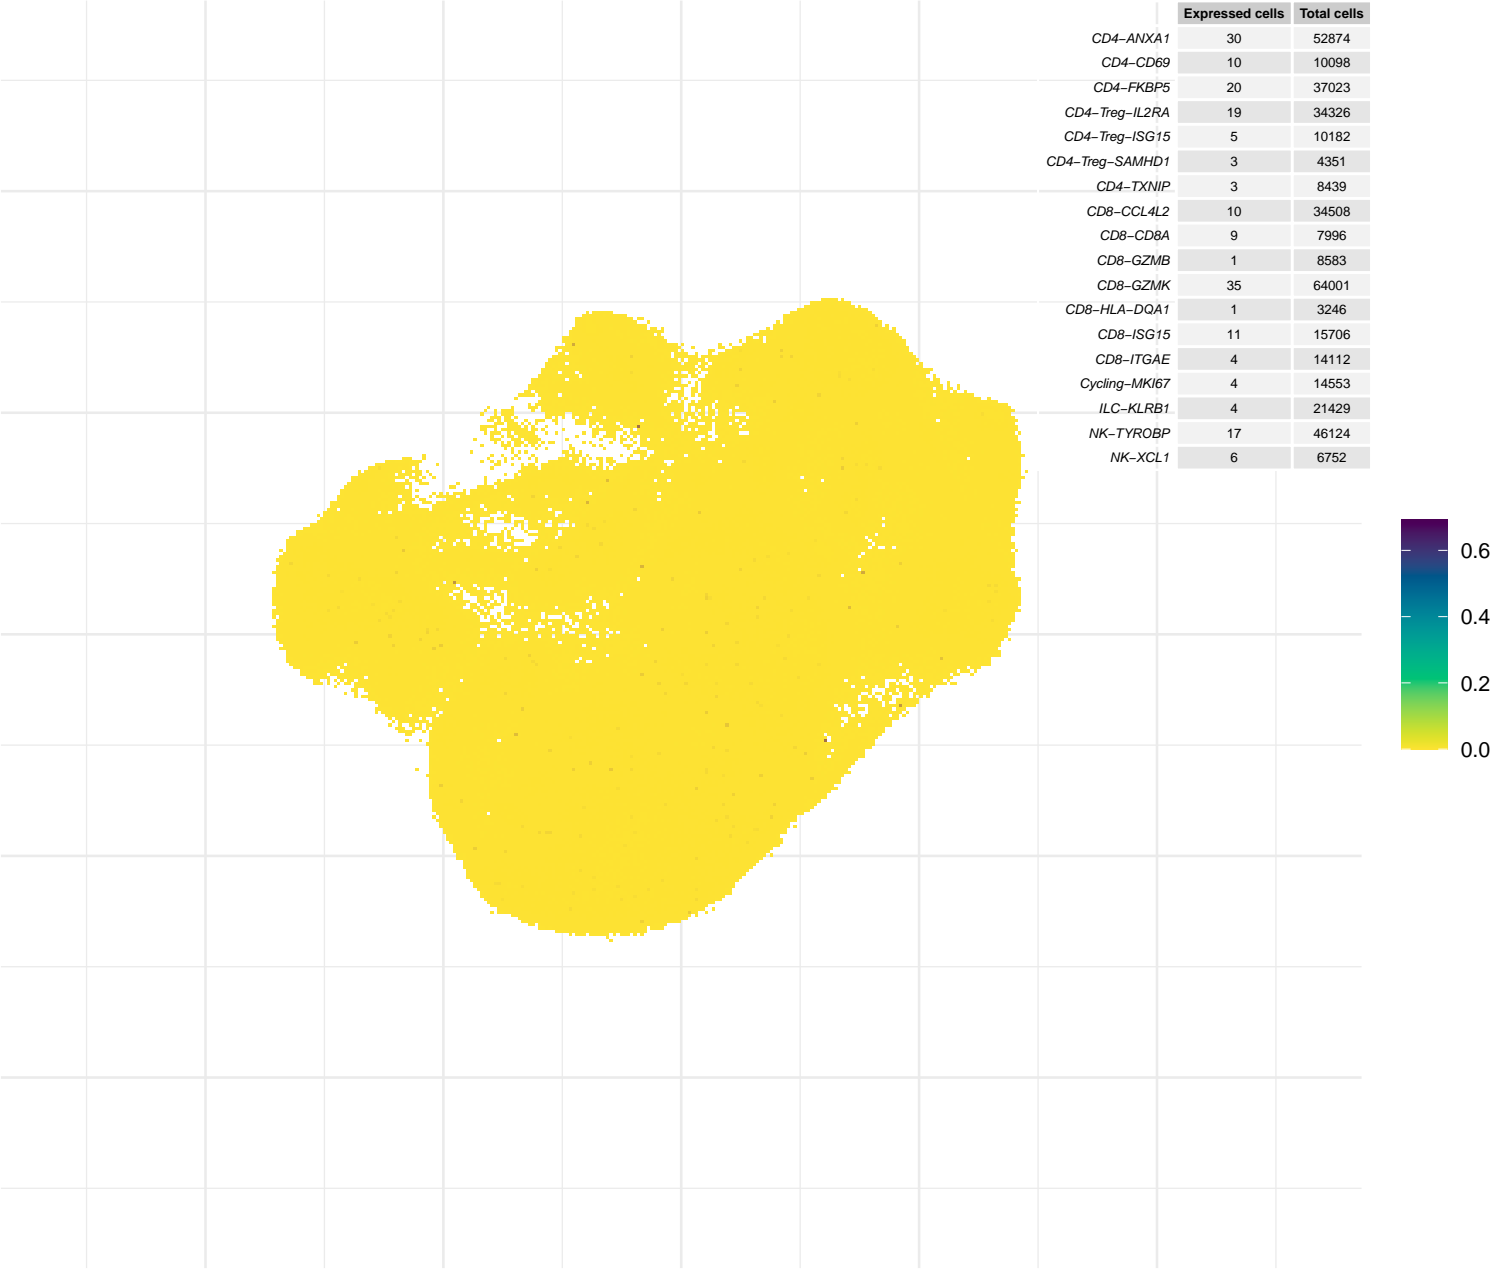 Expressed cells Total cells
CD4−ANXA1 30 52874
CD4−CD69 10 10098
CD4−FKBP5 20 37023
CD4−Treg−IL2RA 19 34326
CD4−Treg−ISG15 5 10182
CD4−Treg−SAMHD1 3 4351
CD4−TXNIP 3 8439
CD8−CCL4L2 10 34508
CD8−CD8A 9 7996
CD8−GZMB 1 8583
CD8−GZMK 35 64001
CD8−HLA−DQA1 1 3246
CD8−ISG15 11 15706
CD8−ITGAE 4 14112
Cycling−MKI67 4 14553
ILC−KLRB1 4 21429
NK−TYROBP 17 46124
NK−XCL1 6 6752
0.6
0.4
0.2
0.0